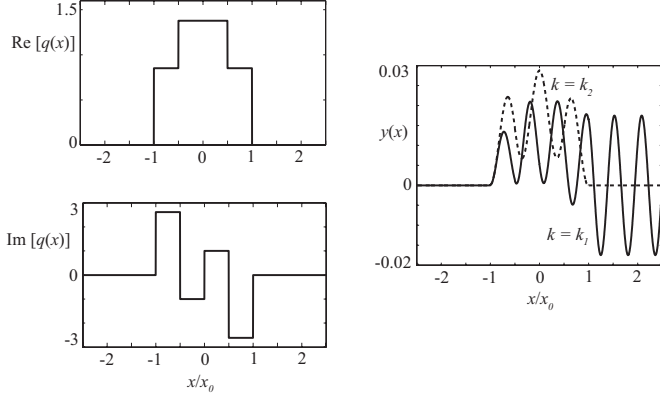 1.5
Re [q(x)]
0
-2 -1 0 1 2
3
Im [q(x)]
0
-3
-2 -1 0 1 2
x/x₀
0.03
k = k₂
y(x)
0
k = k₁
-0.02
-2 -1 0 1 2
x/x₀